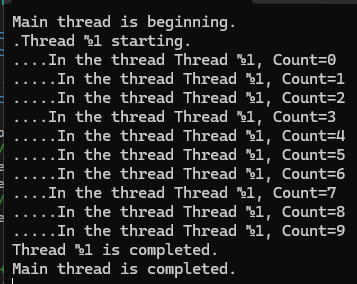 Main thread is beginning.
.Thread №1 starting.
....In the thread Thread №1, Count=0
.....In the thread Thread №1, Count=1
.....In the thread Thread №1, Count=2
....In the thread Thread №1, Count=3
.....In the thread Thread №1, Count=4
.....In the thread Thread №1, Count=5
.....In the thread Thread №1, Count=6
....In the thread Thread №1, Count=7
.....In the thread Thread №1, Count=8
.....In the thread Thread №1, Count=9
Thread №1 is completed.
Main thread is completed.